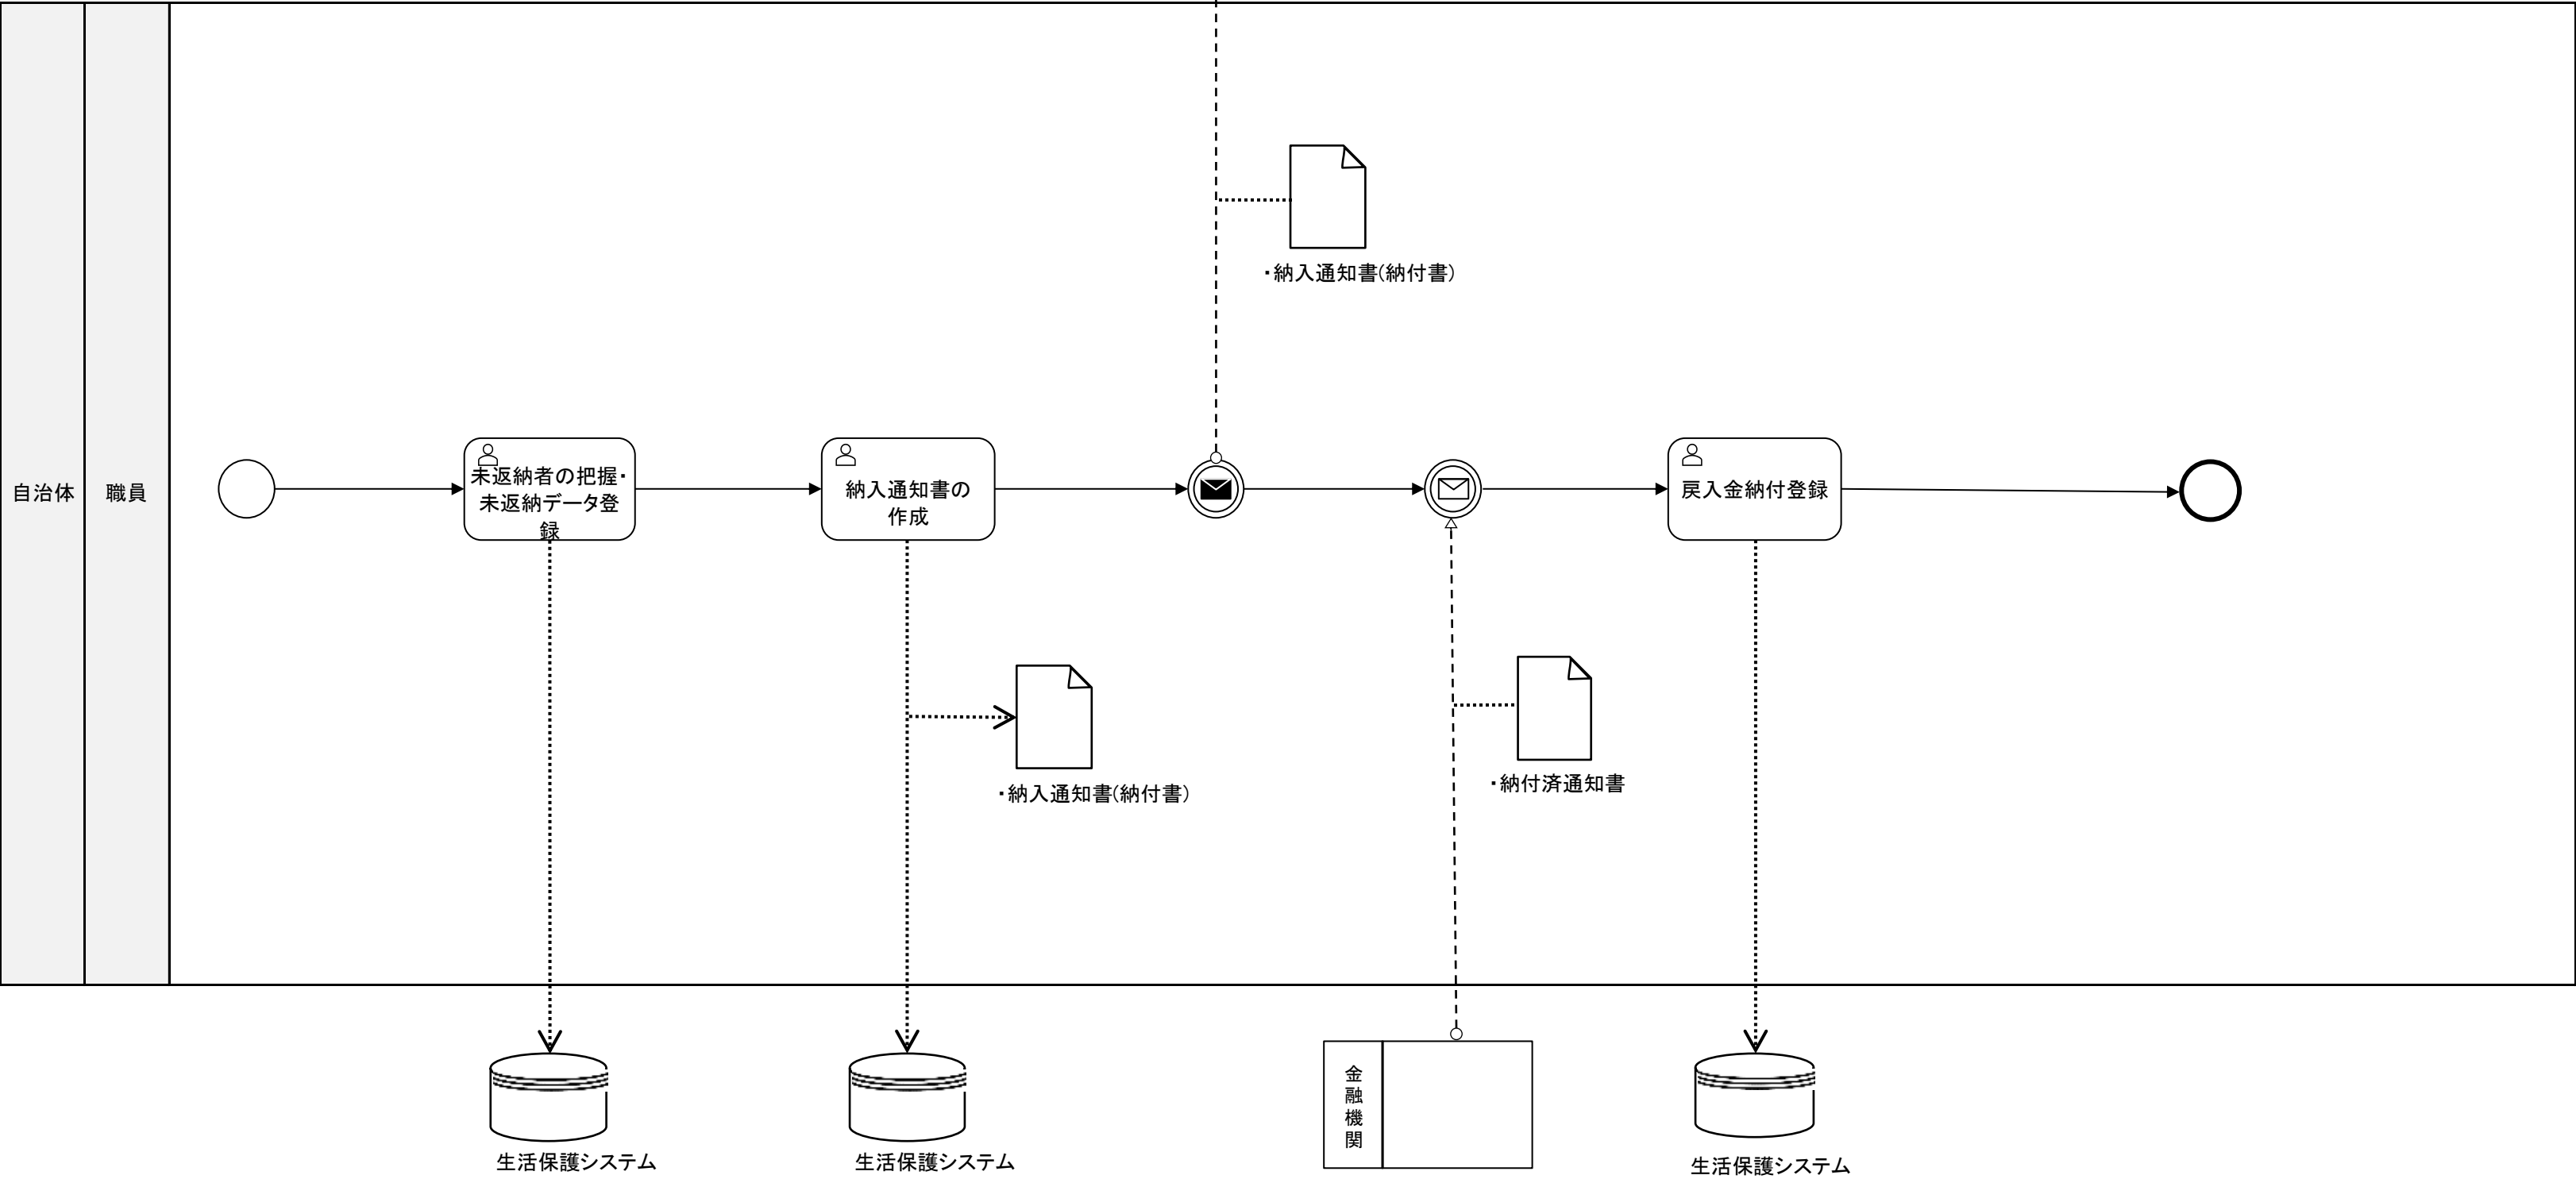 自治体
職員
・納入通知書(納付書)
未返納者の把握・
未返納データ登
録
納入通知書の
作成
戻入金納付登録
・納入通知書(納付書)
・納付済通知書
金融機関
生活保護システム
生活保護システム
生活保護システム